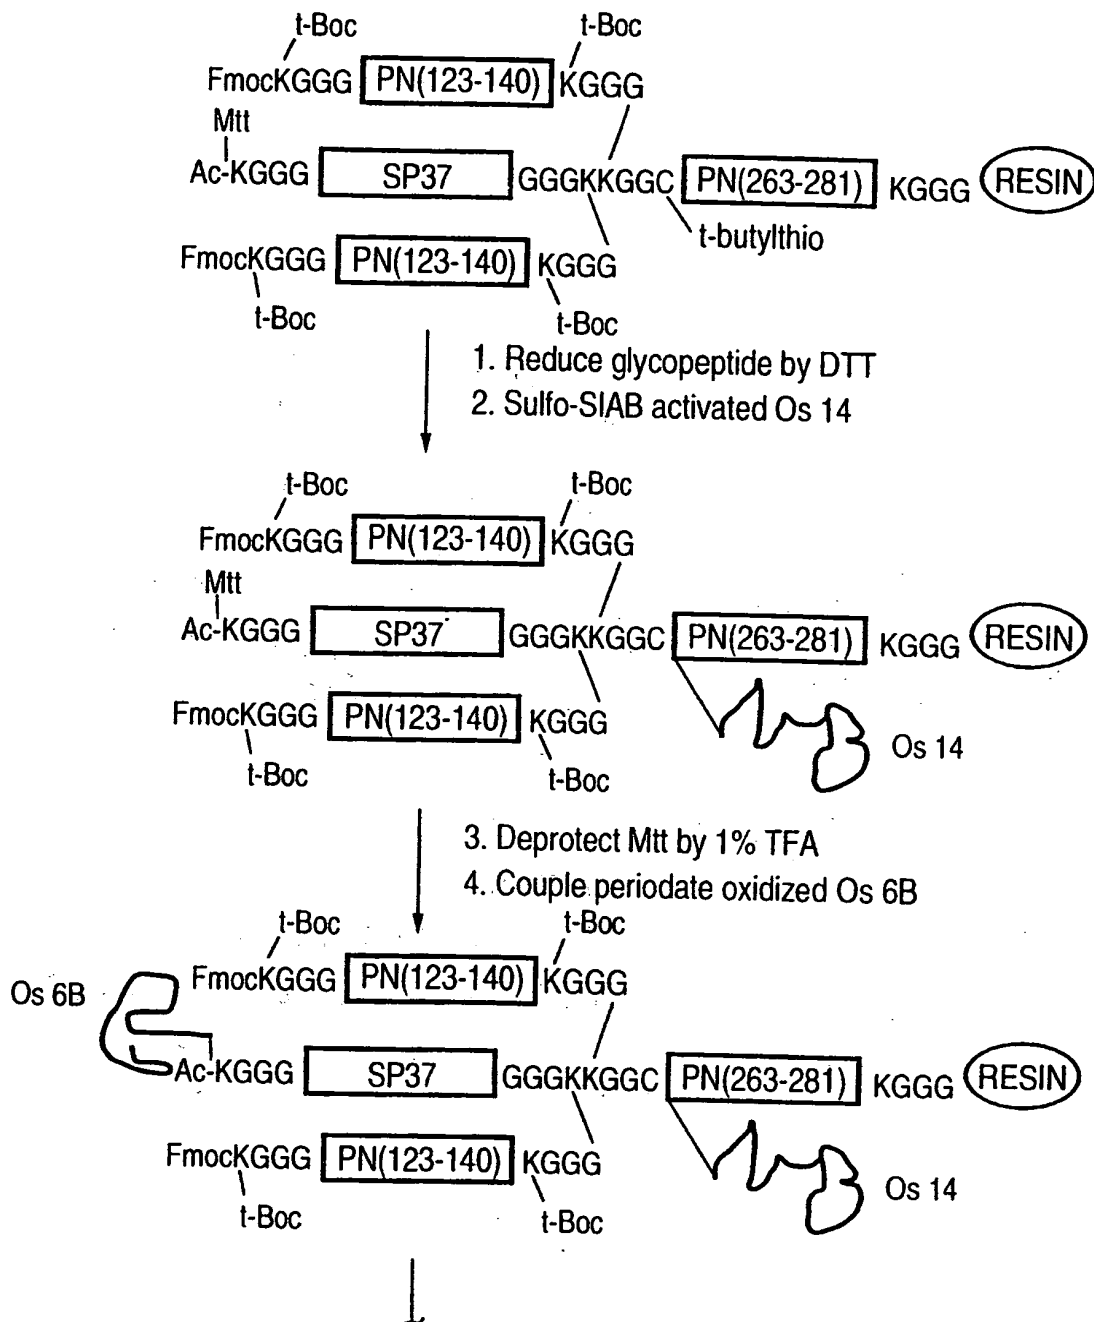 t-Boc t-Boc
FmocKGGG PN(123-140) KGGG
Mtt
Ac-KGGG SP37 GGGKKGGC PN(263-281) KGGG RESIN
t-butylthio
FmocKGGG PN(123-140) KGGG
t-Boc t-Boc
1. Reduce glycopeptide by DTT
2. Sulfo-SIAB activated Os 14
t-Boc t-Boc
FmocKGGG PN(123-140) KGGG
Mtt
Ac-KGGG SP37 GGGKKGGC PN(263-281) KGGG RESIN
FmocKGGG PN(123-140) KGGG
Os 14
t-Boc t-Boc
3. Deprotect Mtt by 1% TFA
4. Couple periodate oxidized Os 6B
t-Boc t-Boc
Os 6B FmocKGGG PN(123-140) KGGG
Ac-KGGG SP37 GGGKKGGC PN(263-281) KGGG RESIN
FmocKGGG PN(123-140) KGGG
Os 14
t-Boc t-Boc